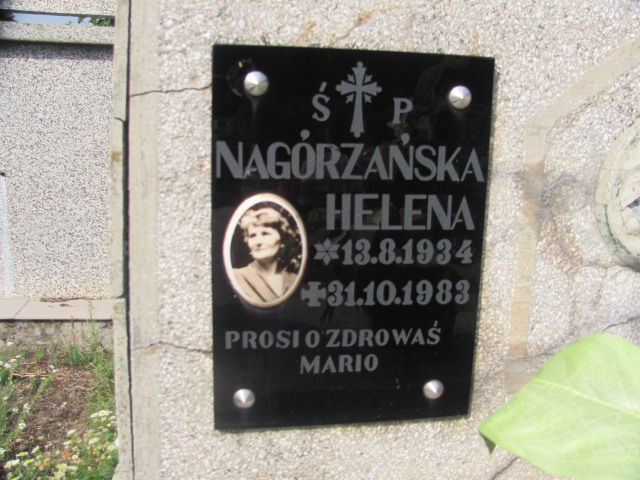 Ś P
NAGÓRZAŃSKA
HELENA
13.8.1934
31.10.1983
PROSI O ZDROWAŚ
MARIO